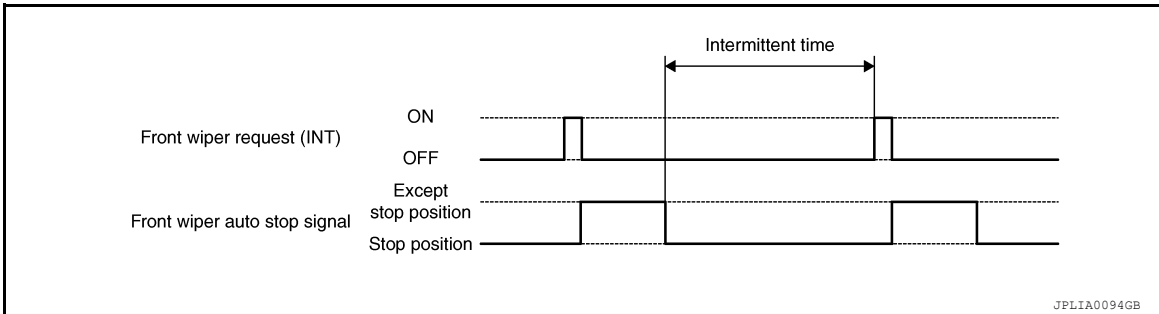 Intermittent time
ON
Front wiper request (INT)
OFF
Except
stop position
Front wiper auto stop signal
Stop position
JPLIA0094GB